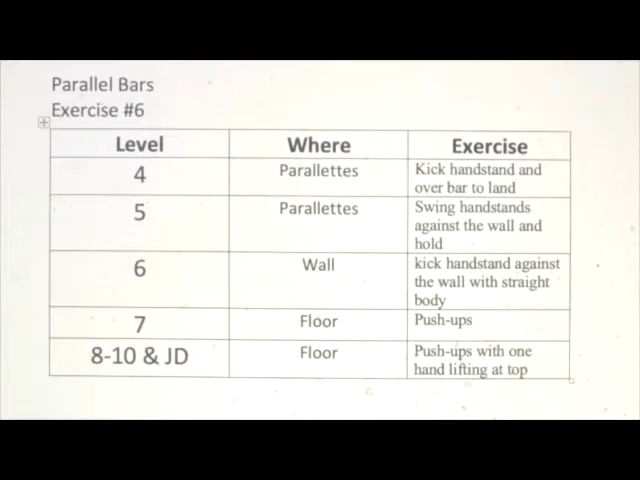 Parallel Bars
Exercise #6
Level Where Exercise
4 Parallettes Kick handstand and
over bar to land
5 Parallettes Swing handstands
against the wall and
hold
6 Wall kick handstand against
the wall with straight
body
7 Floor Push-ups
8-10 & JD Floor Push-ups with one
hand lifting at top